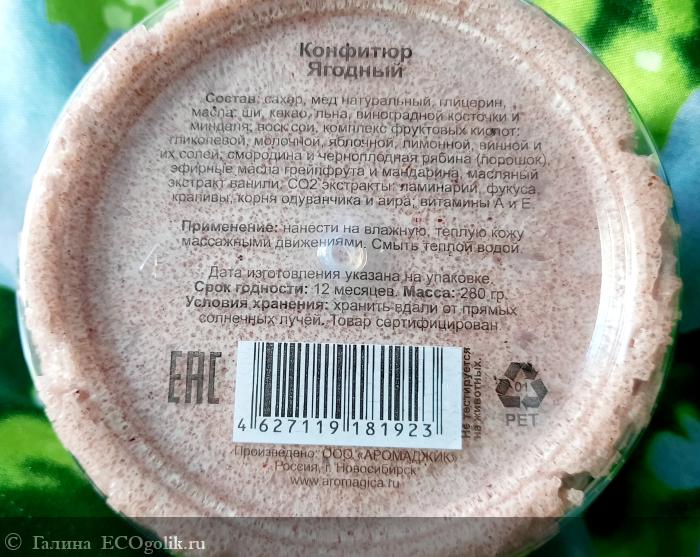 Конфитюр
Ягодный
Состав: сахар, мед натуральный, глицерин,
масла: ши, какао, льна, виноградной косточки и
миндаля; воск сои, комплекс фруктовых кислот:
гликолевой, молочной, яблочной, лимонной, винной и
их солей; смородина и черноплодная рябина (порошок),
эфирные масла грейпфрута и мандарина, масляный
экстракт ванили, СО2 экстракты: ламинарий, фукуса,
крапивы, корня одуванчика и аира; витамины А и Е.
Применение: нанести на влажную, теплую кожу
массажными движениями. Смыть теплой водой.
Дата изготовления указана на упаковке.
Срок годности: 12 месяцев. Масса: 280 гр.
Условия хранения: хранить вдали от прямых
солнечных лучей. Товар сертифицирован.
EAC
4 627119 181923
Не тестируется
на животных.
01
PET
Произведено: ООО «АРОМАДЖИК»
Россия, г. Новосибирск
www.aromagica.ru
© Галина ECOgolik.ru